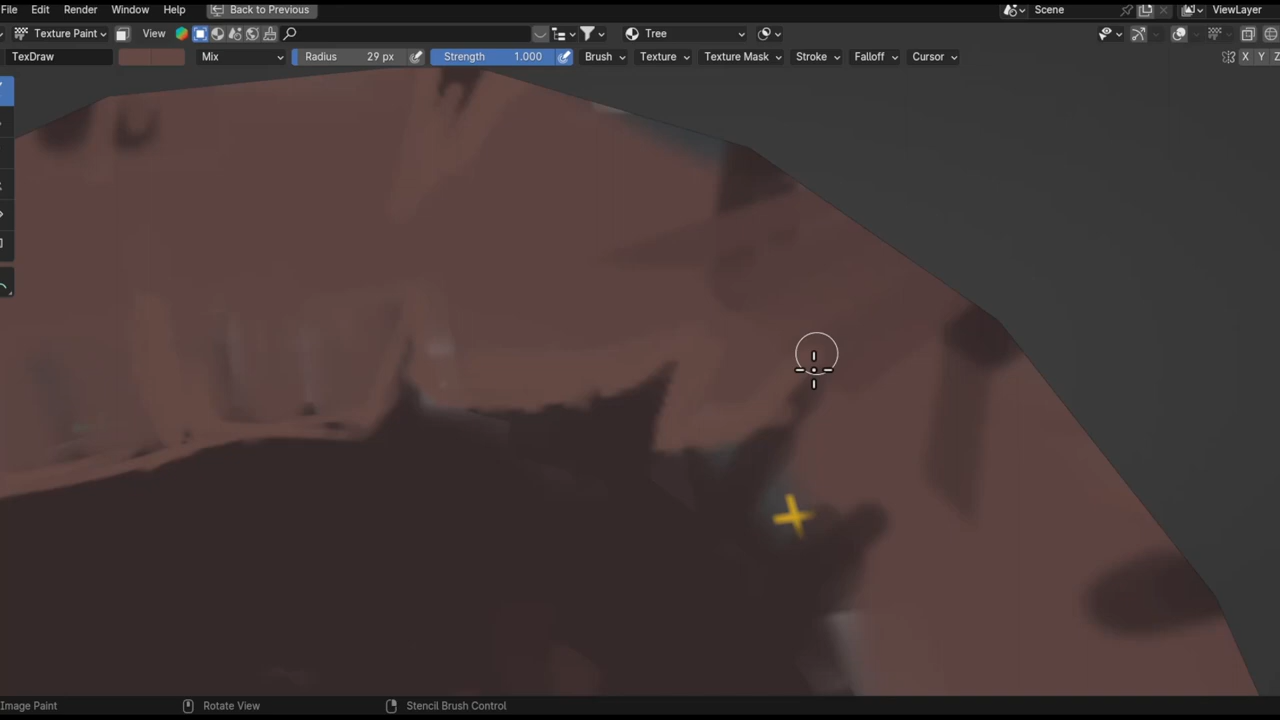 File Edit Render Window Help Back to Previous Scene ViewLayer
Texture Paint View Tree
TexDraw Mix Radius 29 px Strength 1.000 Brush Texture Texture Mask Stroke Falloff Cursor X Y Z
Image Paint Rotate View Stencil Brush Control